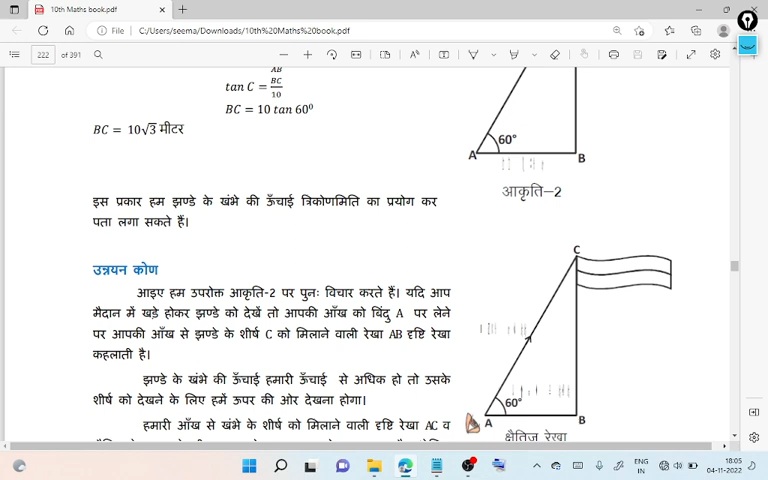 10th Maths book.pdf
File
C:/Users/seema/Downloads/10th%20Maths%20book.pdf
222 of 391
AB
tan C = BC
10
BC = 10 tan 60⁰
BC = 10√3 मीटर
60°
A
B
आकृति–2
इस प्रकार हम झण्डे के खंभे की ऊँचाई त्रिकोणमिति का प्रयोग कर
पता लगा सकते हैं।
उन्नयन कोण
आइए हम उपरोक्त आकृति-2 पर पुनः विचार करते हैं। यदि आप
मैदान में खड़े होकर झण्डे को देखें तो आपकी आँख को बिंदु A पर लेने
पर आपकी आँख से झण्डे के शीर्ष C को मिलाने वाली रेखा AB दृष्टि रेखा
कहलाती है।
झण्डे के खंभे की ऊँचाई हमारी ऊँचाई से अधिक हो तो उसके
शीर्ष को देखने के लिए हमें ऊपर की ओर देखना होगा।
हमारी आँख से खंभे के शीर्ष को मिलाने वाली दृष्टि रेखा AC व
C
60°
A
B
क्षैतिज रेखा
ENG
IN
18:05
04-11-2022